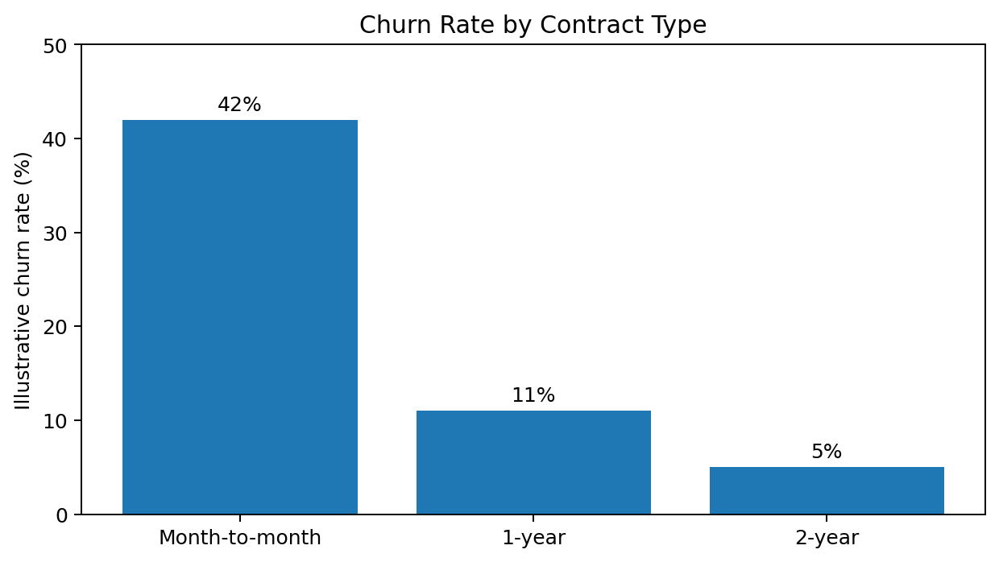 Churn Rate by Contract Type
Illustrative churn rate (%)
50
40
30
20
10
0
42%
11%
5%
Month-to-month
1-year
2-year